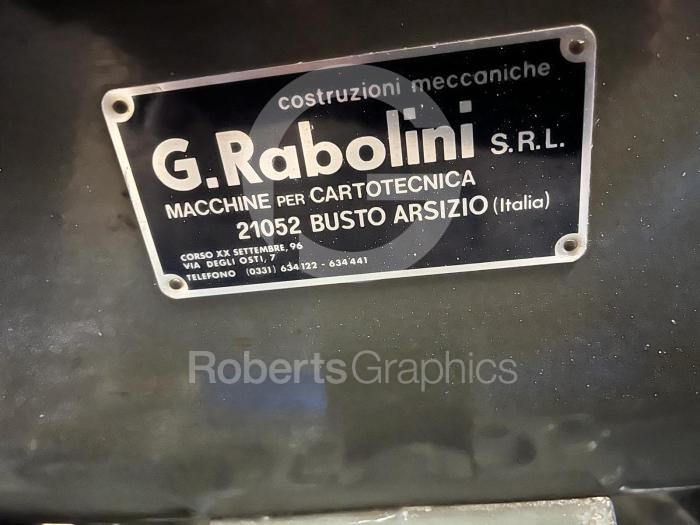 costruzioni meccaniche
G.Rabolini S.R.L.
MACCHINE PER CARTOTECNICA
21052 BUSTO ARSIZIO (Italia)
CORSO XX SETTEMBRE, 96
VIA DEGLI OSTI, 7
TELEFONO (0331) 634122 - 634441
RobertsGraphics